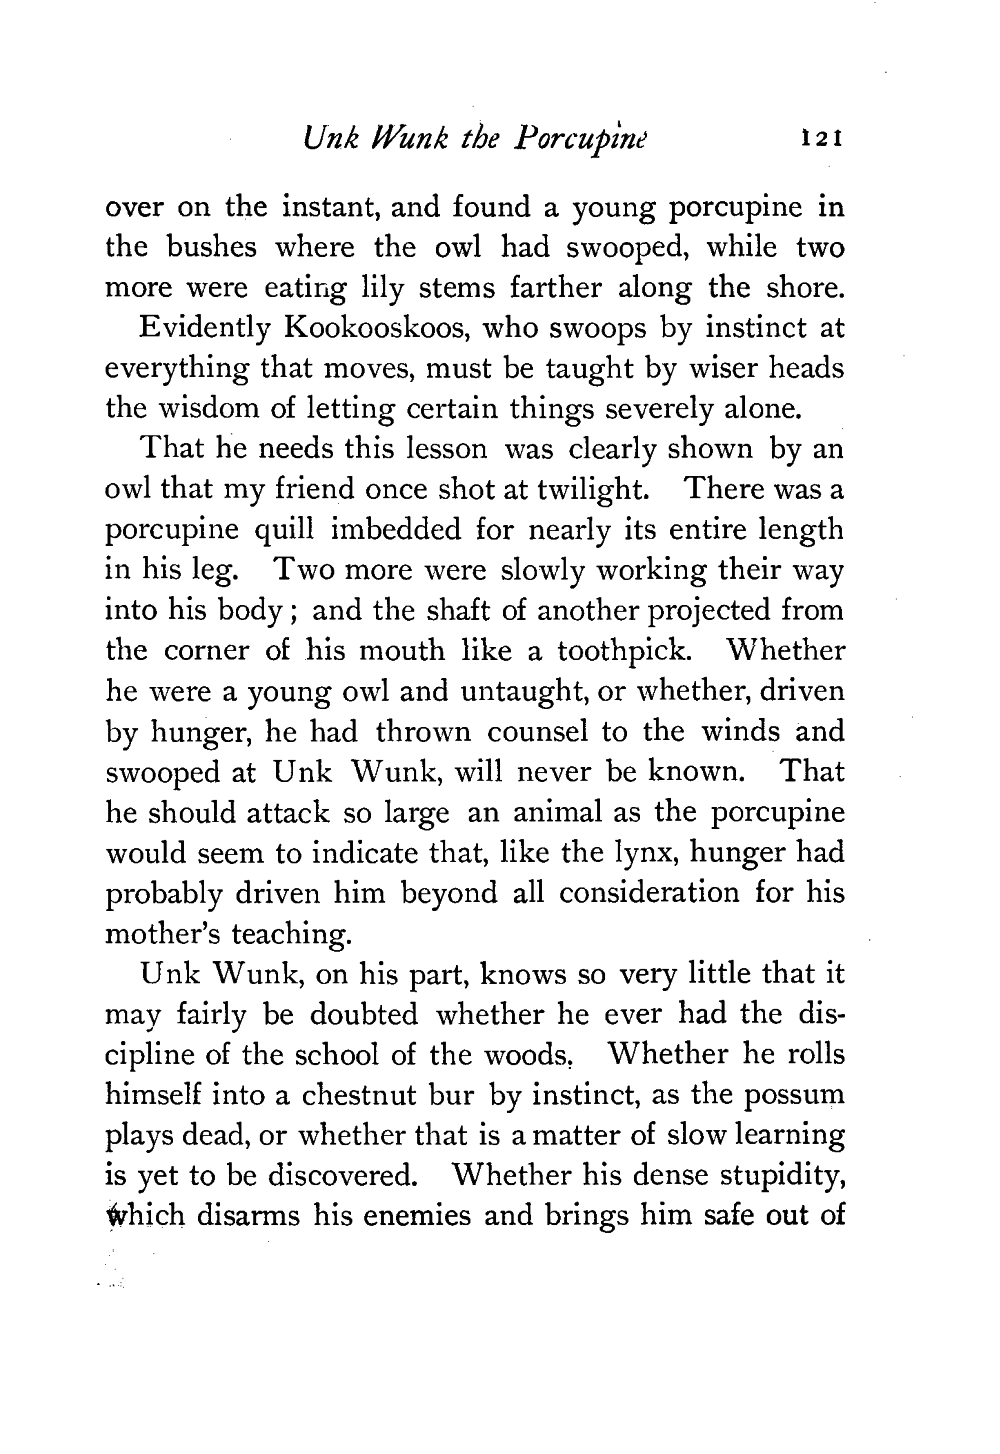 Unk Wunk the Porcupine 121
over on the instant, and found a young porcupine in
the bushes where the owl had swooped, while two
more were eating lily stems farther along the shore.
Evidently Kookooskoos, who swoops by instinct at
everything that moves, must be taught by wiser heads
the wisdom of letting certain things severely alone.
That he needs this lesson was clearly shown by an
owl that my friend once shot at twilight. There was a
porcupine quill imbedded for nearly its entire length
in his leg. Two more were slowly working their way
into his body; and the shaft of another projected from
the corner of his mouth like a toothpick. Whether
he were a young owl and untaught, or whether, driven
by hunger, he had thrown counsel to the winds and
swooped at Unk Wunk, will never be known. That
he should attack so large an animal as the porcupine
would seem to indicate that, like the lynx, hunger had
probably driven him beyond all consideration for his
mother's teaching.
Unk Wunk, on his part, knows so very little that it
may fairly be doubted whether he ever had the dis-
cipline of the school of the woods. Whether he rolls
himself into a chestnut bur by instinct, as the possum
plays dead, or whether that is a matter of slow learning
is yet to be discovered. Whether his dense stupidity,
which disarms his enemies and brings him safe out of